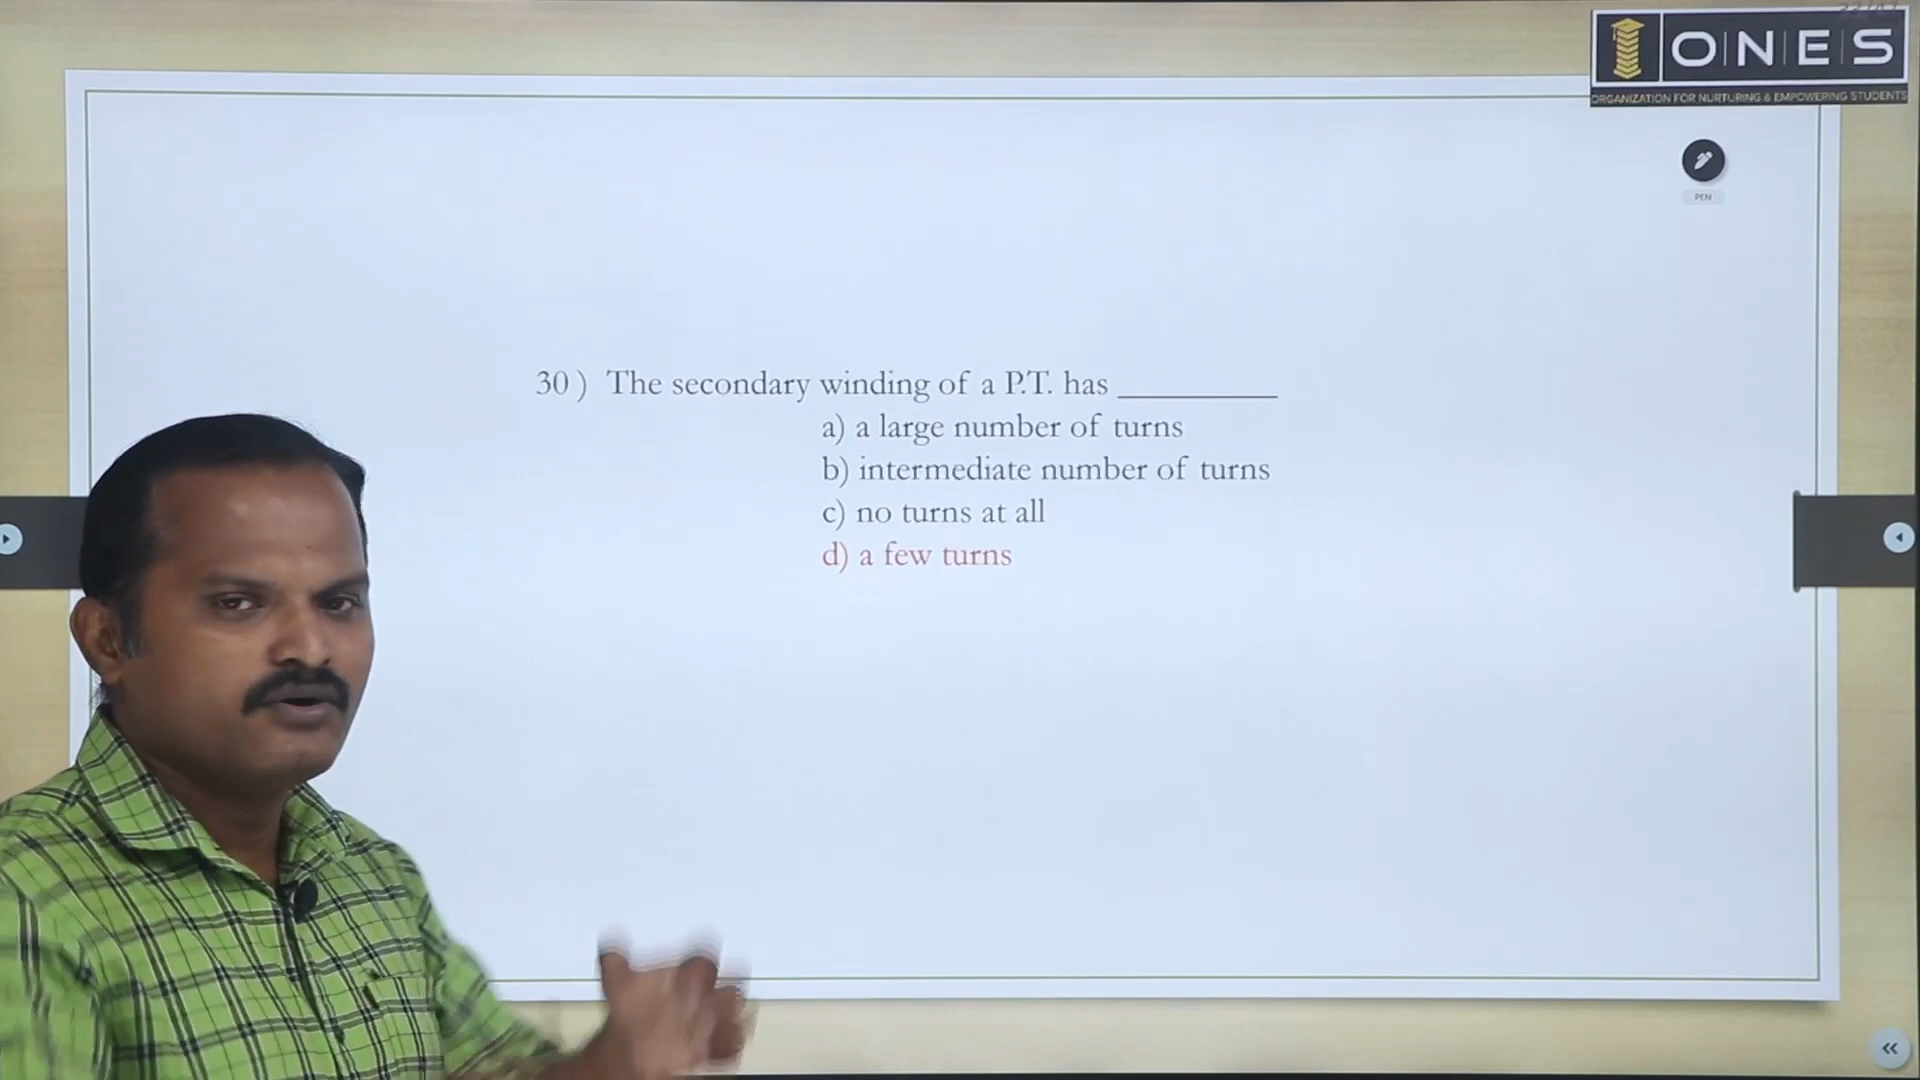 ONES
ORGANIZATION FOR NURTURING & EMPOWERING STUDENTS
PEN
30 ) The secondary winding of a P.T. has __________
a) a large number of turns
b) intermediate number of turns
c) no turns at all
d) a few turns